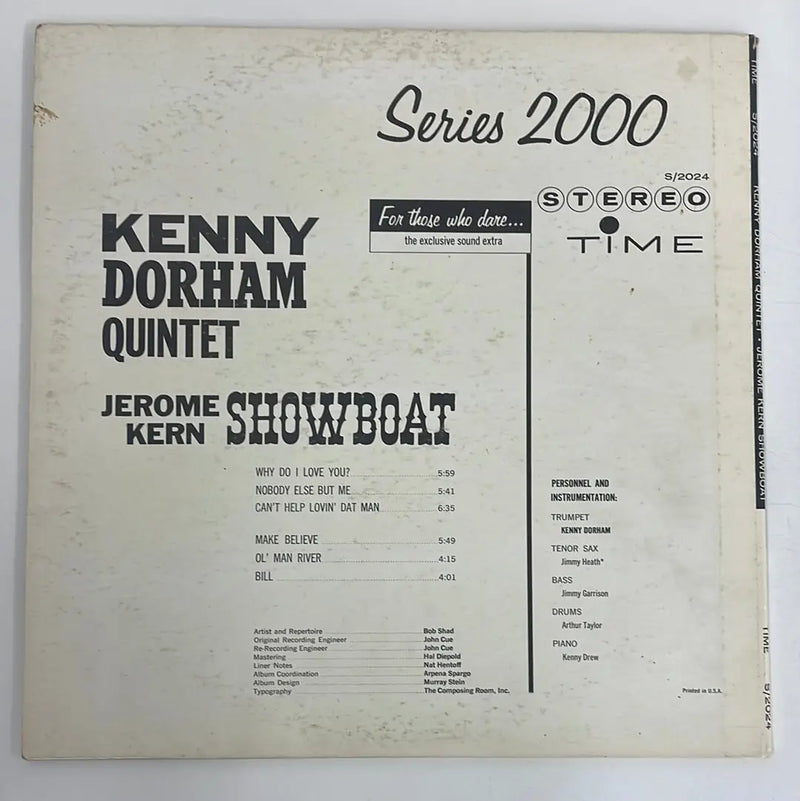 Series 2000
S/2024
STEREO
TIME
For those who dare...
the exclusive sound extra
KENNY
DORHAM
QUINTET
JEROME
KERN
SHOWBOAT
WHY DO I LOVE YOU? 5:59
NOBODY ELSE BUT ME 5:41
CAN'T HELP LOVIN' DAT MAN 6:35
MAKE BELIEVE 5:49
OL' MAN RIVER 4:15
BILL 4:01
Artist and Repertoire Bob Shad
Original Recording Engineer John Cue
Re-Recording Engineer John Cue
Mastering Hal Diepold
Liner Notes Nat Hentoff
Album Coordination Arpena Spargo
Album Design Murray Stein
Typography The Composing Room, Inc.
PERSONNEL AND
INSTRUMENTATION:
TRUMPET
KENNY DORHAM
TENOR SAX
Jimmy Heath*
BASS
Jimmy Garrison
DRUMS
Arthur Taylor
PIANO
Kenny Drew
Printed in U.S.A.
TIME S/2024 KENNY DORHAM QUINTET • JEROME KERN SHOWBOAT
TIME S/2024